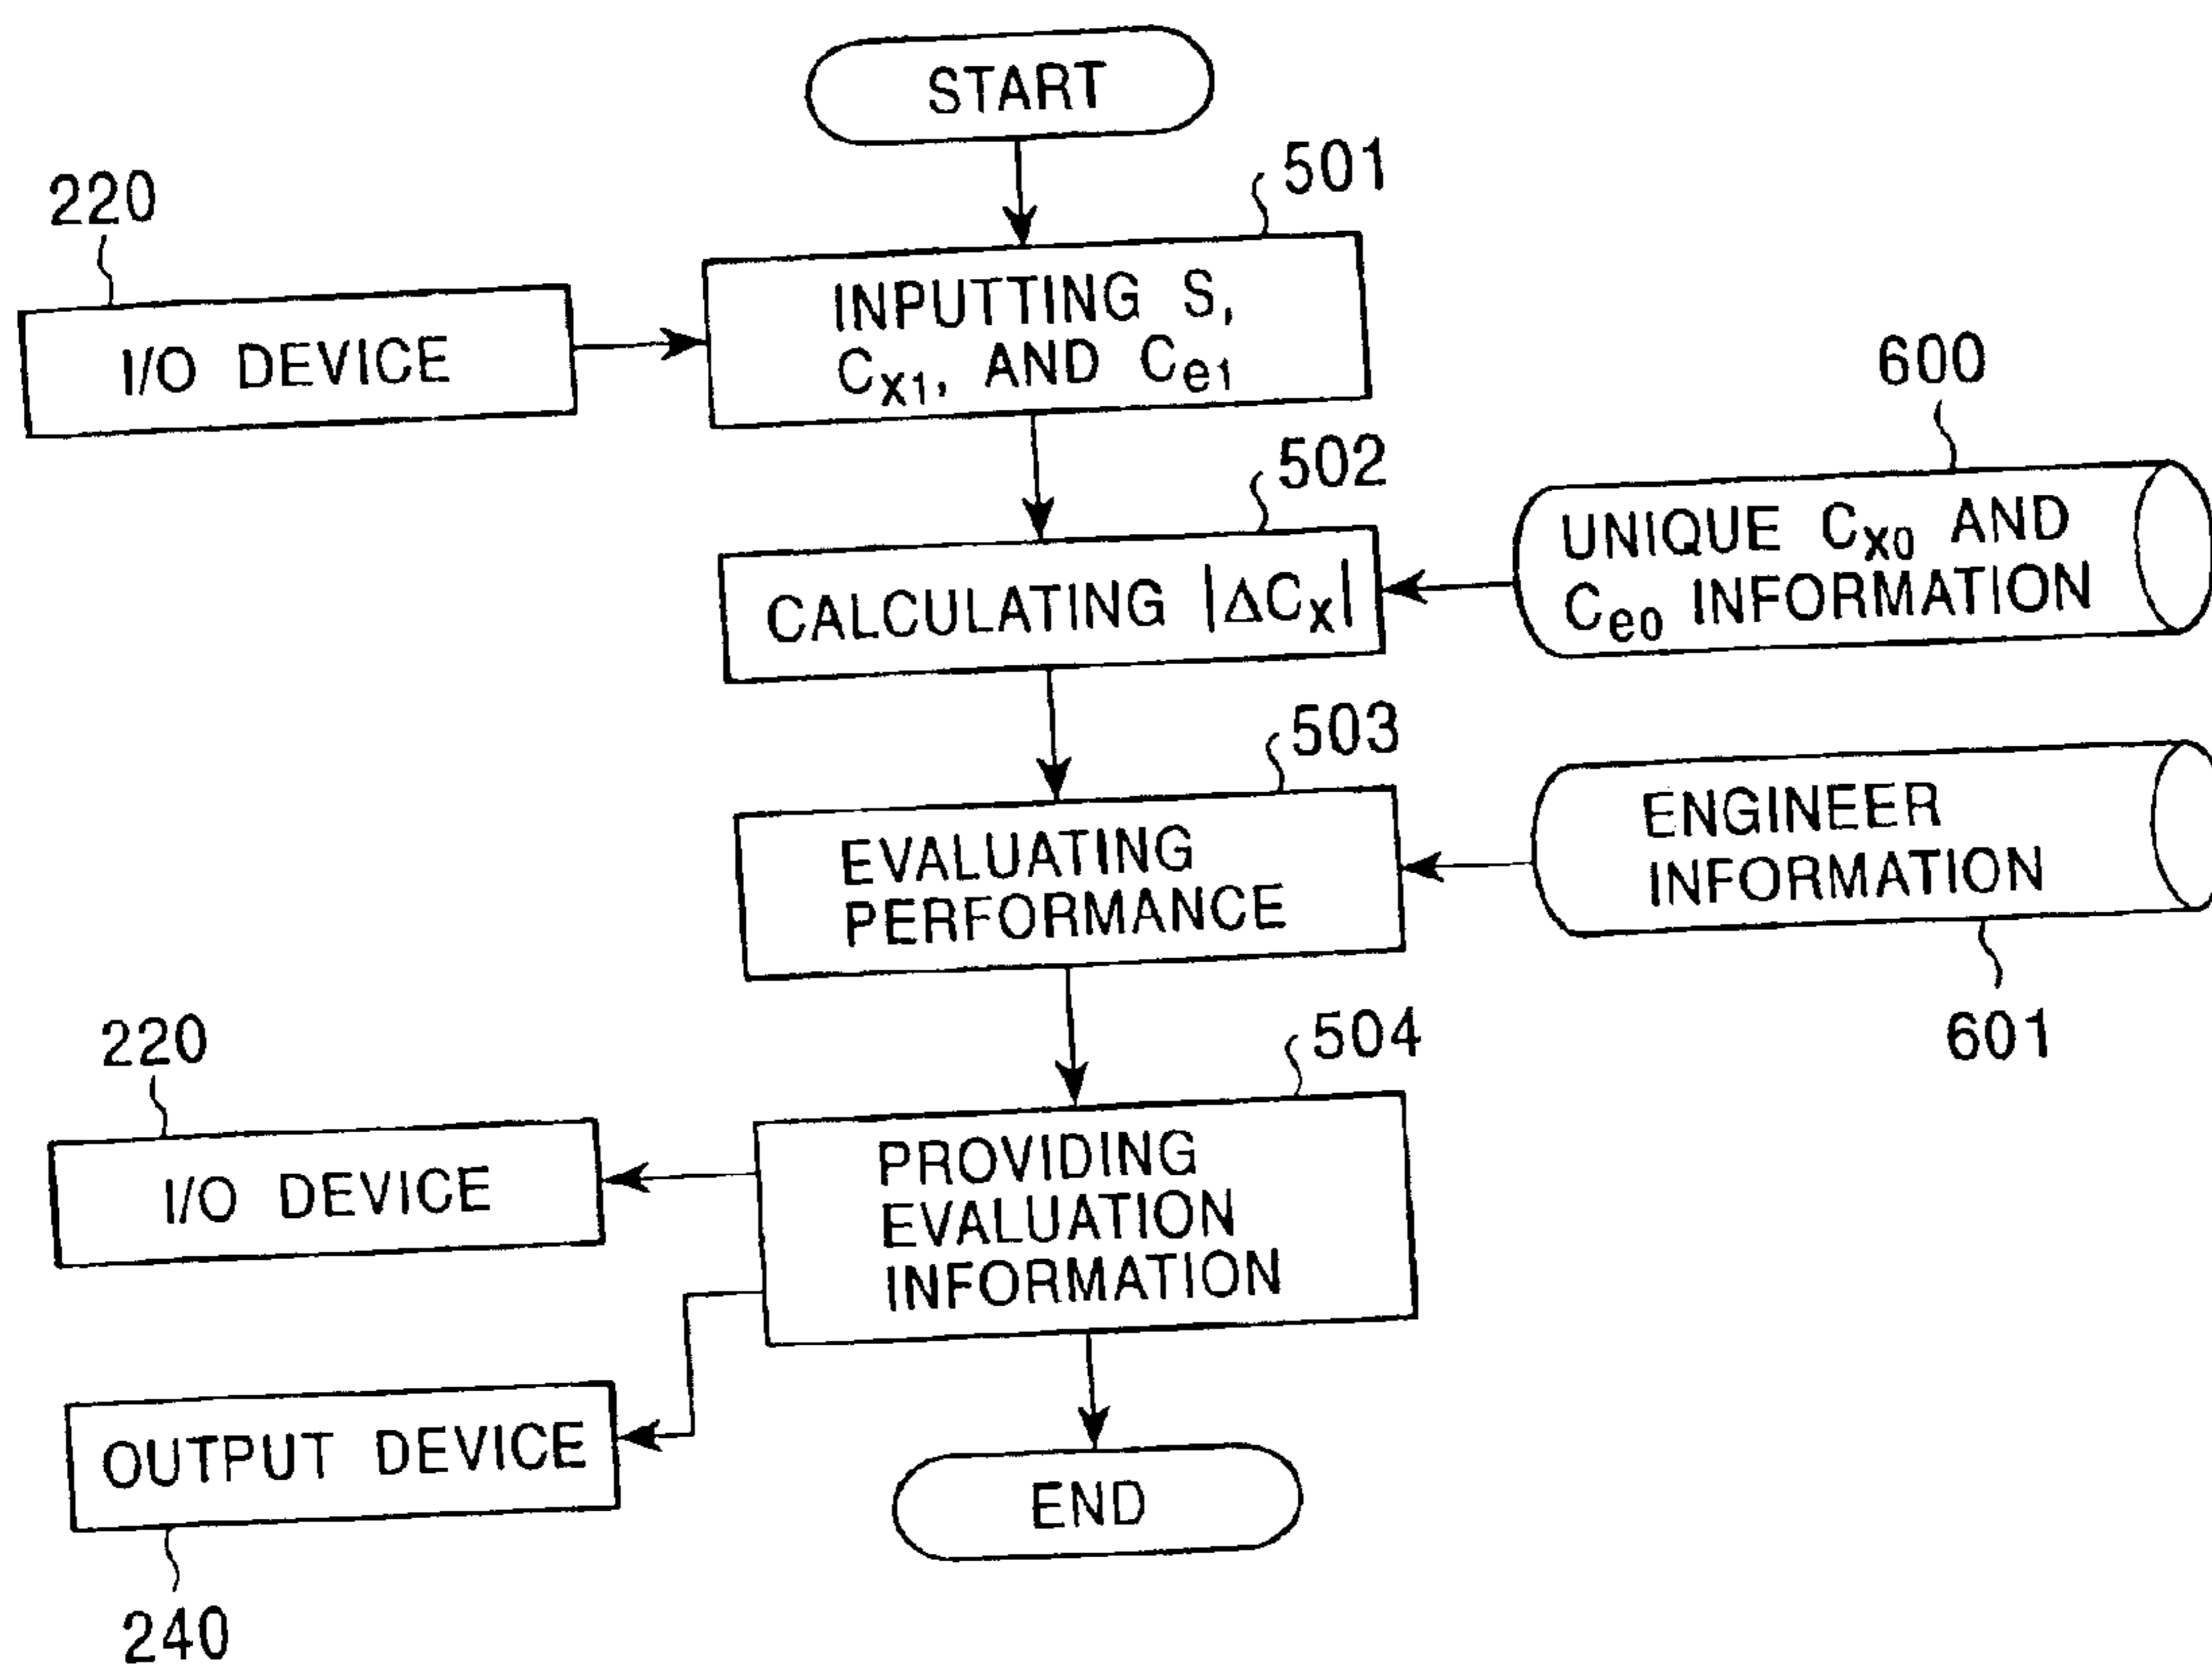 START
501
220
INPUTTING S,
Cx1, AND Ce1
I/O DEVICE
600
502
UNIQUE Cx0 AND
Ce0 INFORMATION
CALCULATING |ΔCx|
503
ENGINEER
INFORMATION
EVALUATING
PERFORMANCE
601
504
220
PROVIDING
EVALUATION
INFORMATION
I/O DEVICE
OUTPUT DEVICE
END
240